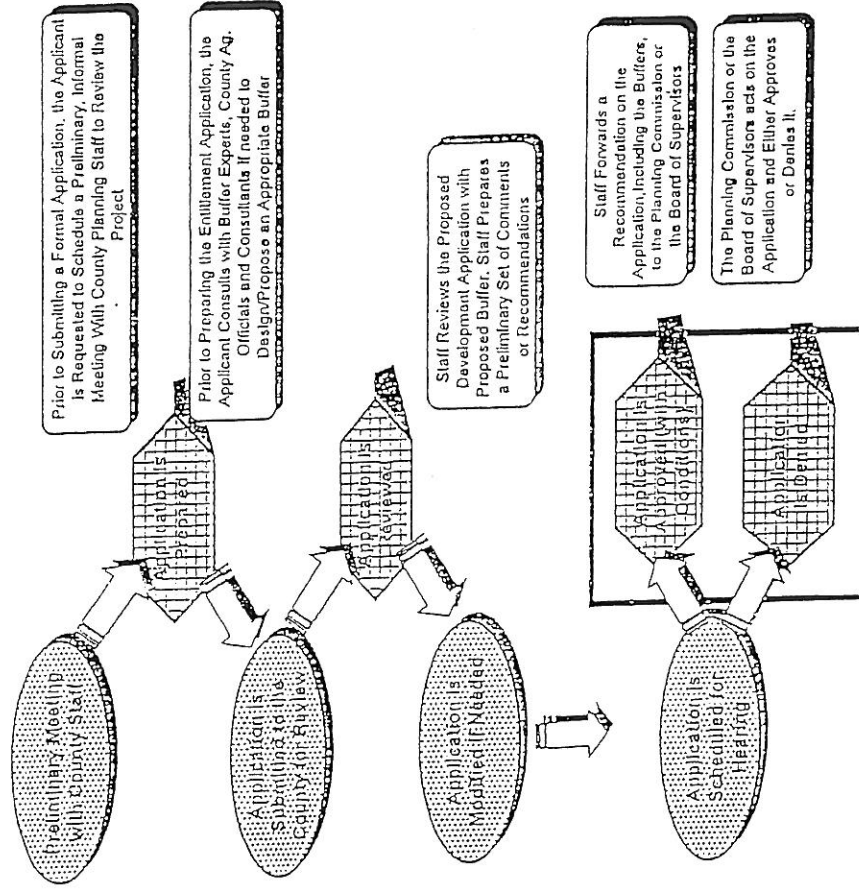 Preliminary Meeting
With County Staff
Prior to Submitting a Formal Application, the Applicant
Is Requested to Schedule a Preliminary, Informal
Meeting With County Planning Staff to Review the
Project
Application Is
Prepared
Prior to Preparing the Entitlement Application, the
Applicant Consults with Buffer Experts, County Ag.
Officials and Consultants if needed to
Design/Propose an Appropriate Buffer
Application Is
Submitted to the
County for Review
Application Is
Reviewed
Staff Reviews the Proposed
Development Application with
Proposed Buffer. Staff Prepares
a Preliminary Set of Comments
or Recommendations
Application Is
Modified if Needed
Application Is
Scheduled for
Hearing
Application Is
Approved (with
Conditions)
Staff Forwards a
Recommendation on the
Application, Including the Buffers,
to the Planning Commission or
the Board of Supervisors
Application
Is Denied
The Planning Commission or the
Board of Supervisors acts on the
Application and Either Approves
or Denies It.